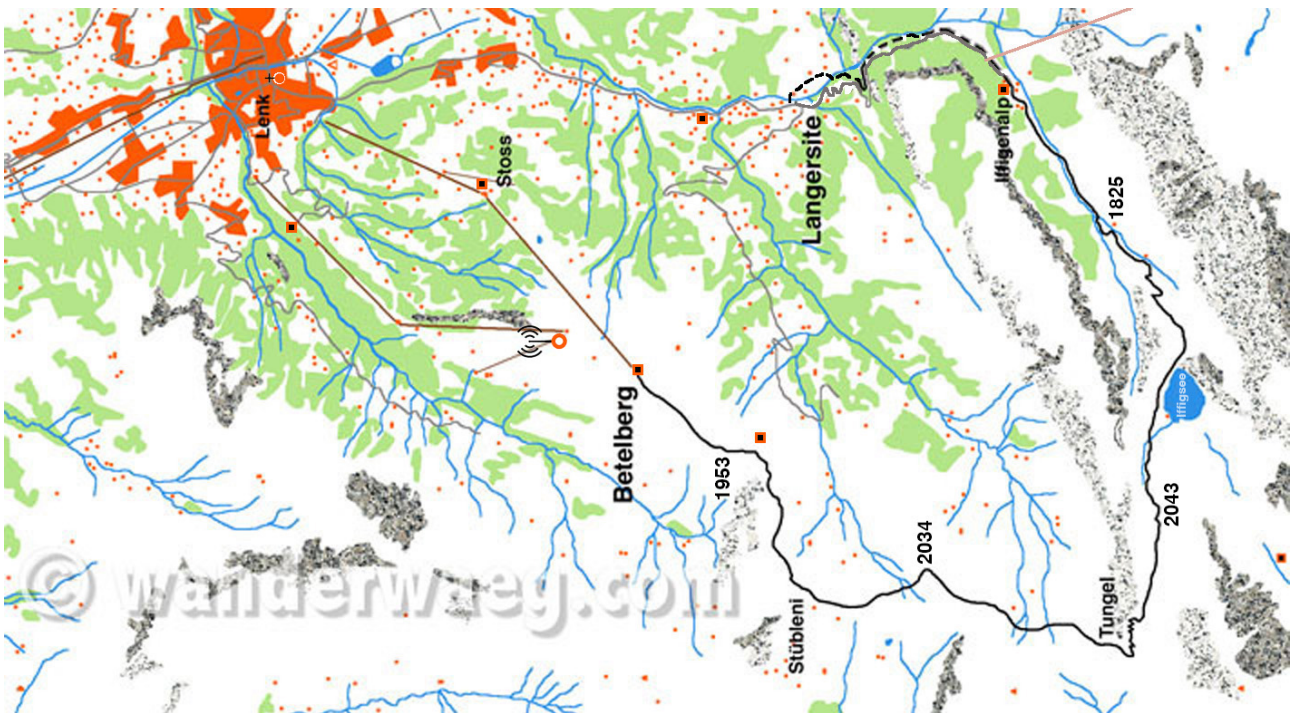 Lenk
Stoss
Betelberg
1953
Stübleni
2034
Tungel
2043
Iffigsee
1825
Iffigenalp
Langersite
© wanderwaeg.com